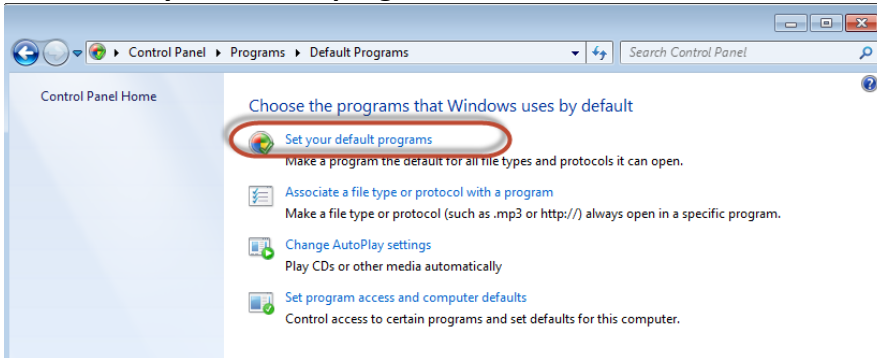 Control Panel ▸ Programs ▸ Default Programs
Search Control Panel
Control Panel Home
Choose the programs that Windows uses by default
Set your default programs
Make a program the default for all file types and protocols it can open.
Associate a file type or protocol with a program
Make a file type or protocol (such as .mp3 or http://) always open in a specific program.
Change AutoPlay settings
Play CDs or other media automatically
Set program access and computer defaults
Control access to certain programs and set defaults for this computer.